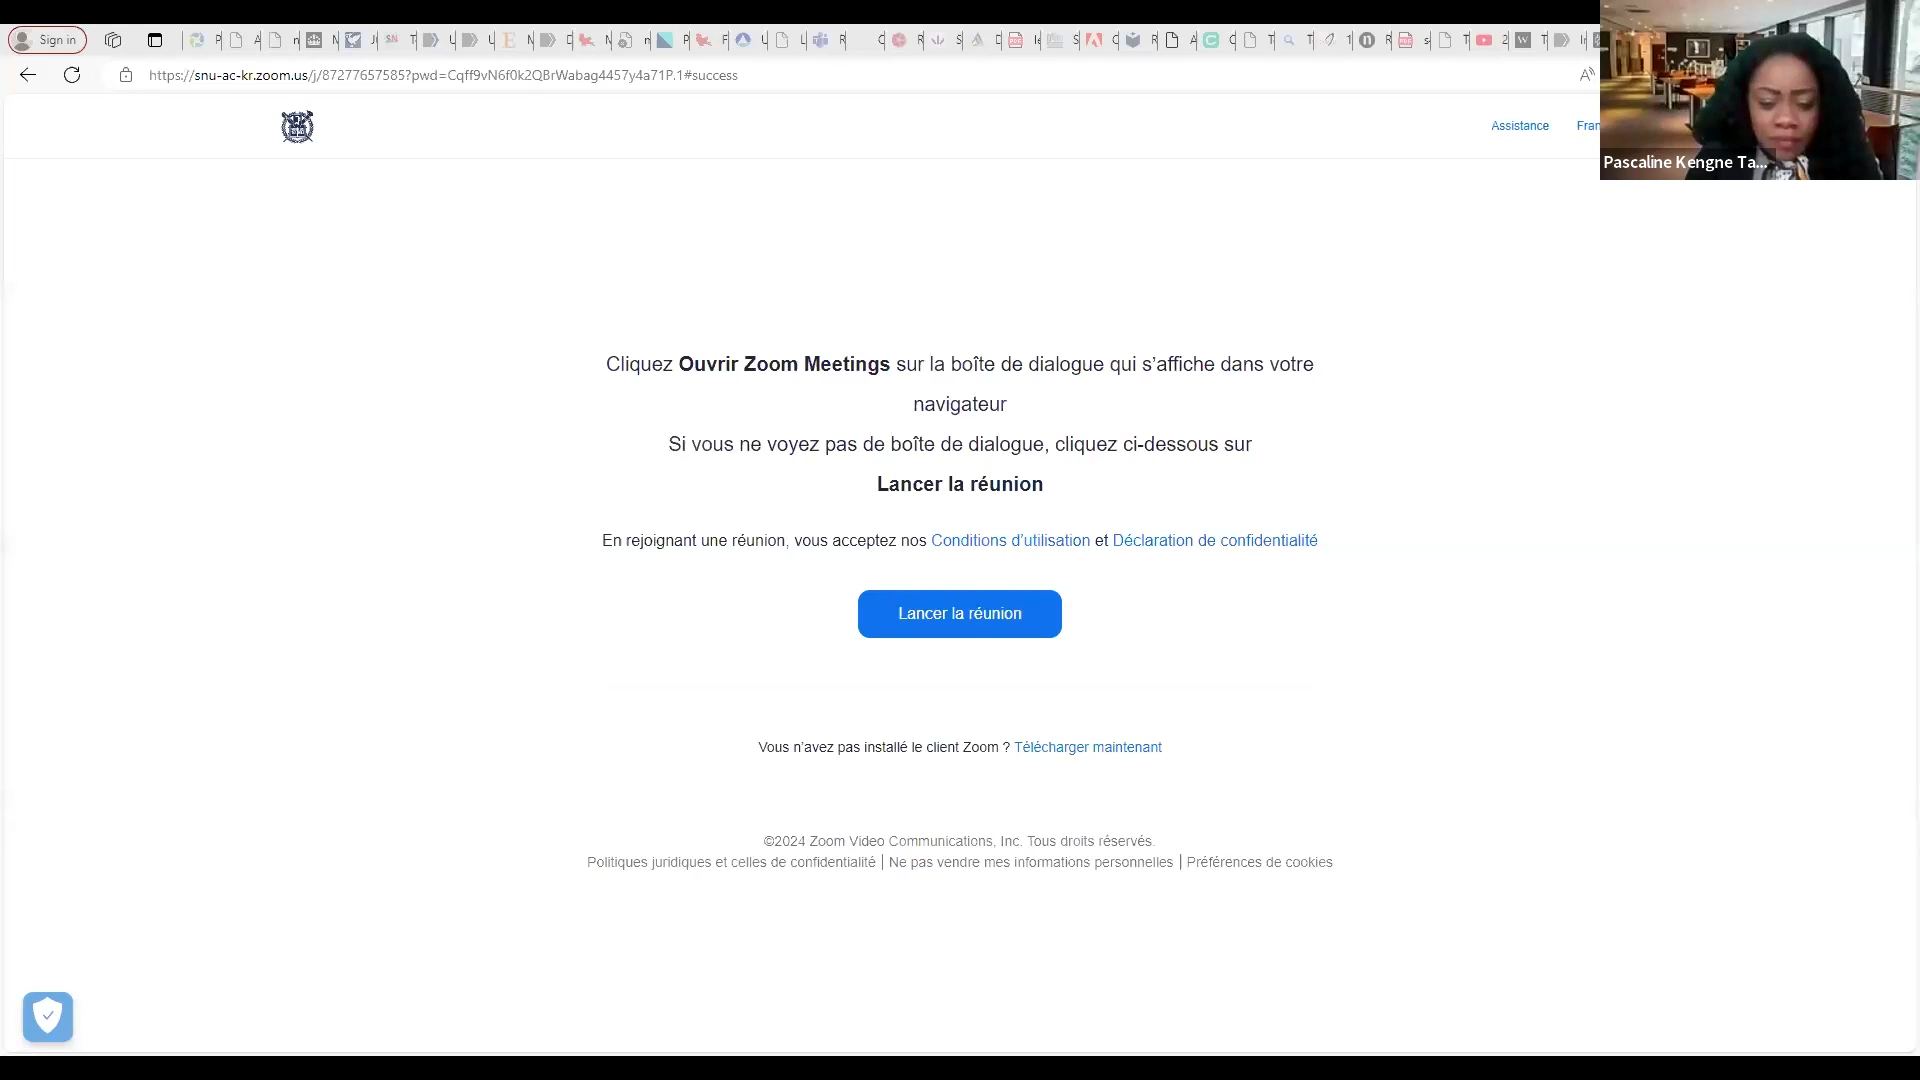 Sign in
https://snu-ac-kr.zoom.us/j/87277657585?pwd=Cqff9vN6f0k2QBrWabag4457y4a71P.1#success
Assistance
Pascaline Kengne Ta...
Cliquez Ouvrir Zoom Meetings sur la boîte de dialogue qui s’affiche dans votre
navigateur
Si vous ne voyez pas de boîte de dialogue, cliquez ci-dessous sur
Lancer la réunion
En rejoignant une réunion, vous acceptez nos Conditions d’utilisation et Déclaration de confidentialité
Lancer la réunion
Vous n’avez pas installé le client Zoom ? Télécharger maintenant
©2024 Zoom Video Communications, Inc. Tous droits réservés.
Politiques juridiques et celles de confidentialité | Ne pas vendre mes informations personnelles | Préférences de cookies